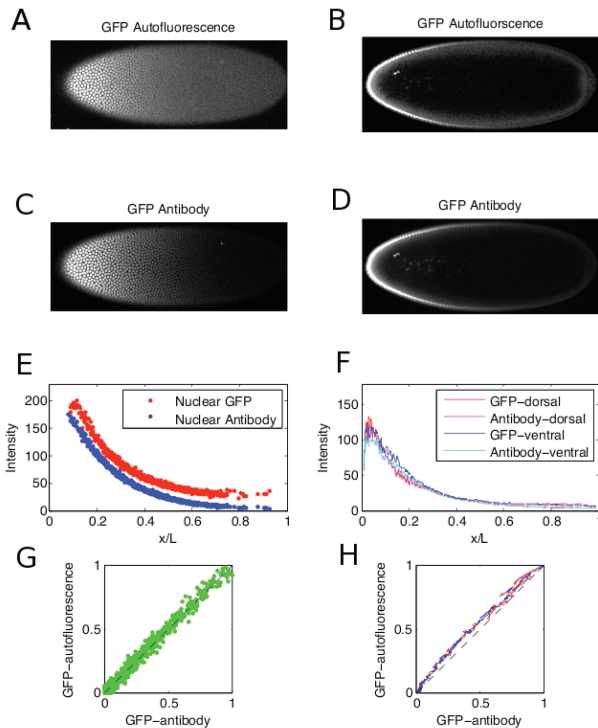 A
GFP Autofluorescence
B
GFP Autofluorscence
C
GFP Antibody
D
GFP Antibody
E
200
150
100
50
0
Intensity
Nuclear GFP
Nuclear Antibody
0 0.2 0.4 0.6 0.8 1
x/L
F
150
100
50
0
Intensity
GFP-dorsal
Antibody-dorsal
GFP-ventral
Antibody-ventral
0 0.2 0.4 0.6 0.8 1
x/L
G
1
0.5
0
GFP-autofluorescence
0 0.5 1
GFP-antibody
H
1
0.5
0
GFP-autofluorescence
0 0.5 1
GFP-antibody